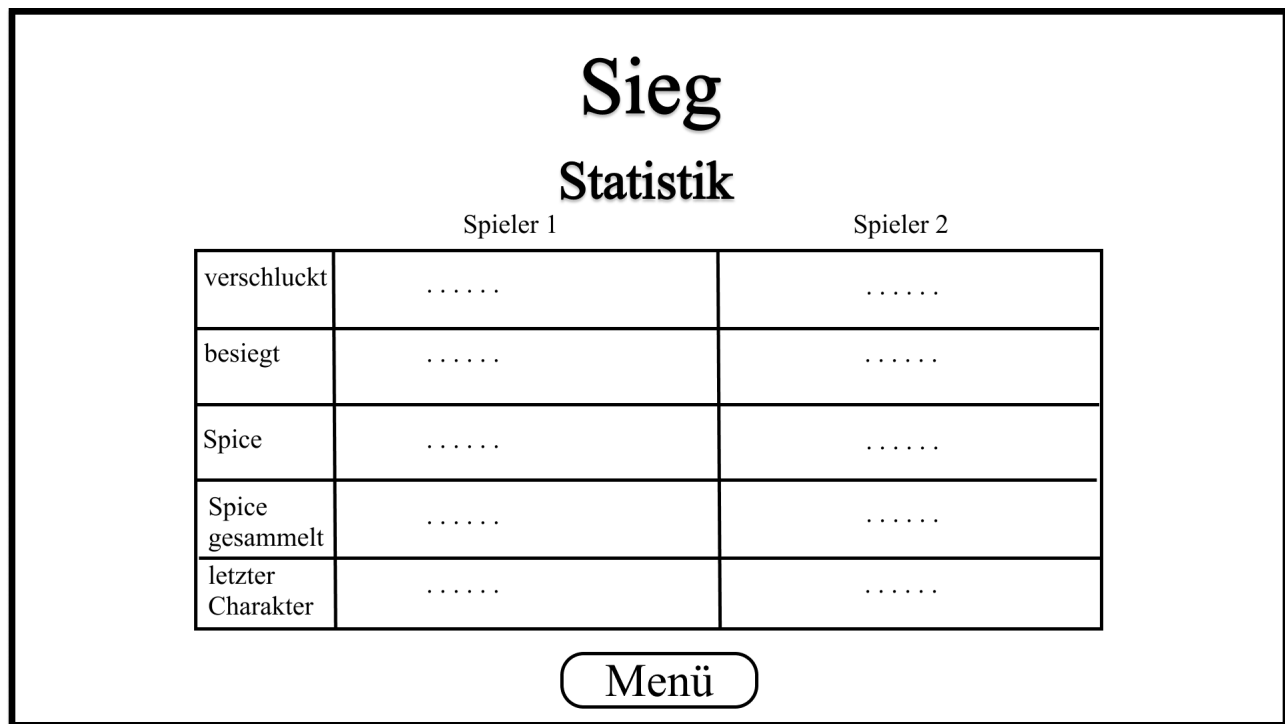 Sieg
Statistik
Spieler 1 Spieler 2
verschluckt ...... ......
besiegt ...... ......
Spice ...... ......
Spice
gesammelt ...... ......
letzter
Charakter ...... ......
Menü